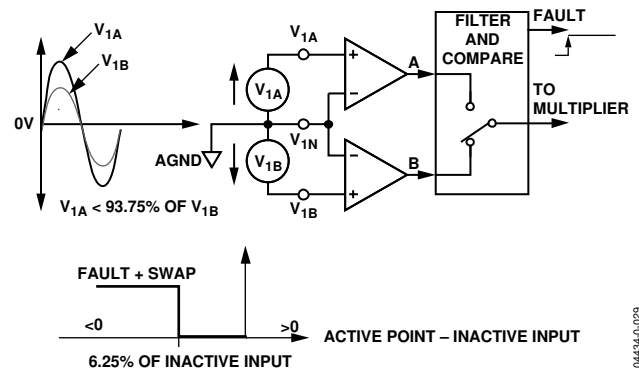 V1A
V1B
0V
V1A < 93.75% OF V1B
AGND
V1A
V1B
V1A
V1N
V1B
A
B
FILTER
AND
COMPARE
FAULT
TO
MULTIPLIER
FAULT + SWAP
<0
>0
ACTIVE POINT – INACTIVE INPUT
6.25% OF INACTIVE INPUT
04434-0-029
+
–
–
+